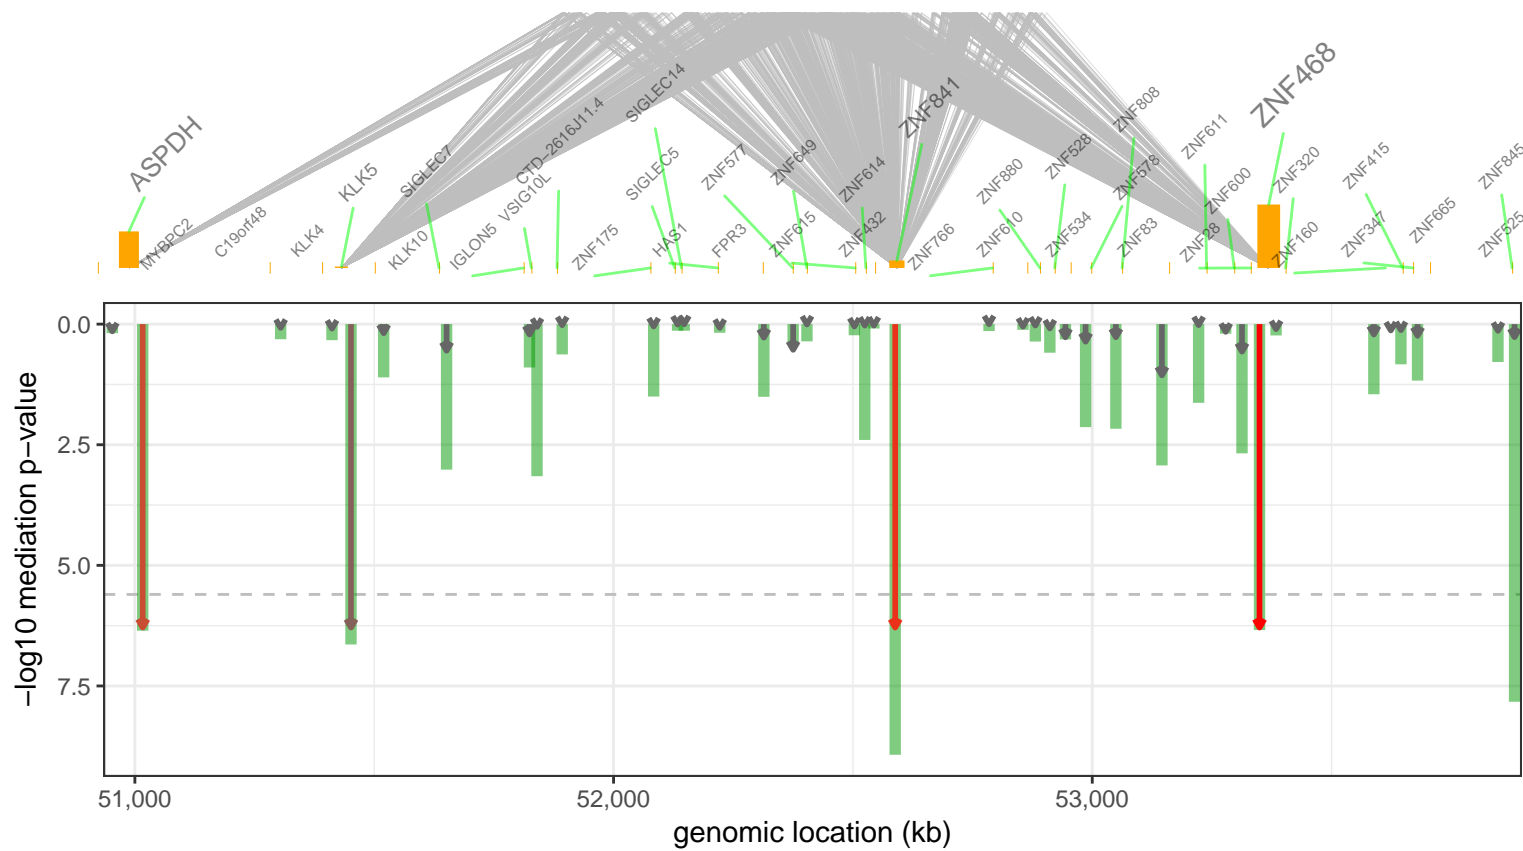 ZNF468
SIGLEC14
ZNF841
ZNF808
CTD−2616J11.4
ASPDH
ZNF611
KLK5
SIGLEC7
VSIG10L
SIGLEC5
ZNF577
ZNF649
ZNF614
ZNF880
ZNF528
ZNF578
ZNF600
ZNF320
ZNF415
ZNF845
MYBPC2
C19orf48
KLK4
KLK10
IGLON5
ZNF175
HAS1
FPR3
ZNF615
ZNF432
ZNF766
ZNF610
ZNF534
ZNF83
ZNF28
ZNF160
ZNF347
ZNF665
ZNF525
−log10 mediation p−value
0.0
2.5
5.0
7.5
51,000
52,000
53,000
genomic location (kb)